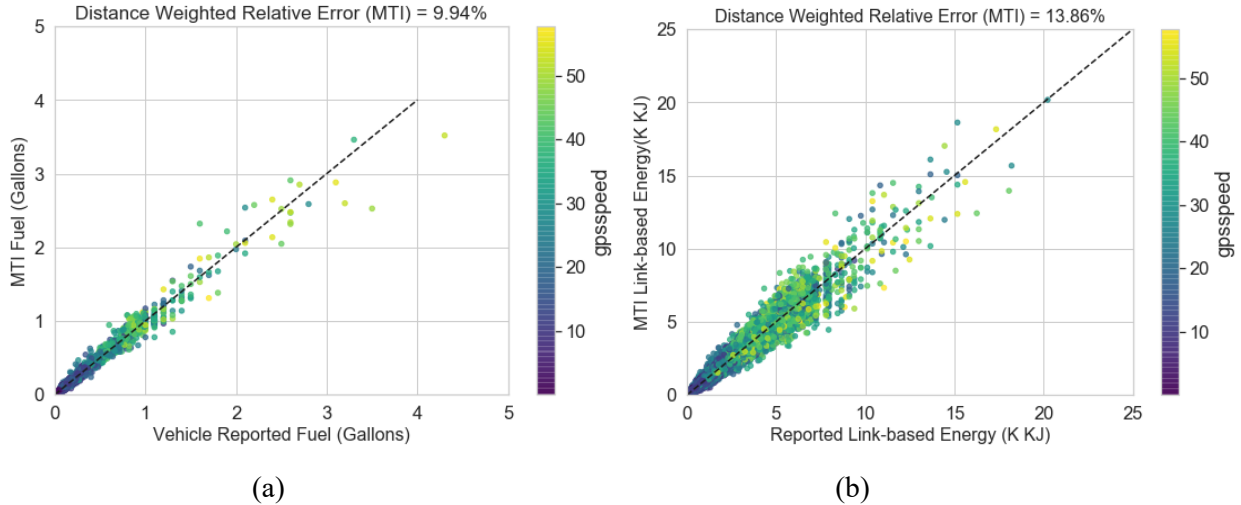 Distance Weighted Relative Error (MTI) = 9.94%
5
4
3
2
1
0
MTI Fuel (Gallons)
0 1 2 3 4 5
Vehicle Reported Fuel (Gallons)
50
40
30
20
10
gpsspeed
(a)
Distance Weighted Relative Error (MTI) = 13.86%
25
20
15
10
5
0
MTI Link-based Energy(K KJ)
0 5 10 15 20 25
Reported Link-based Energy (K KJ)
50
40
30
20
10
gpsspeed
(b)